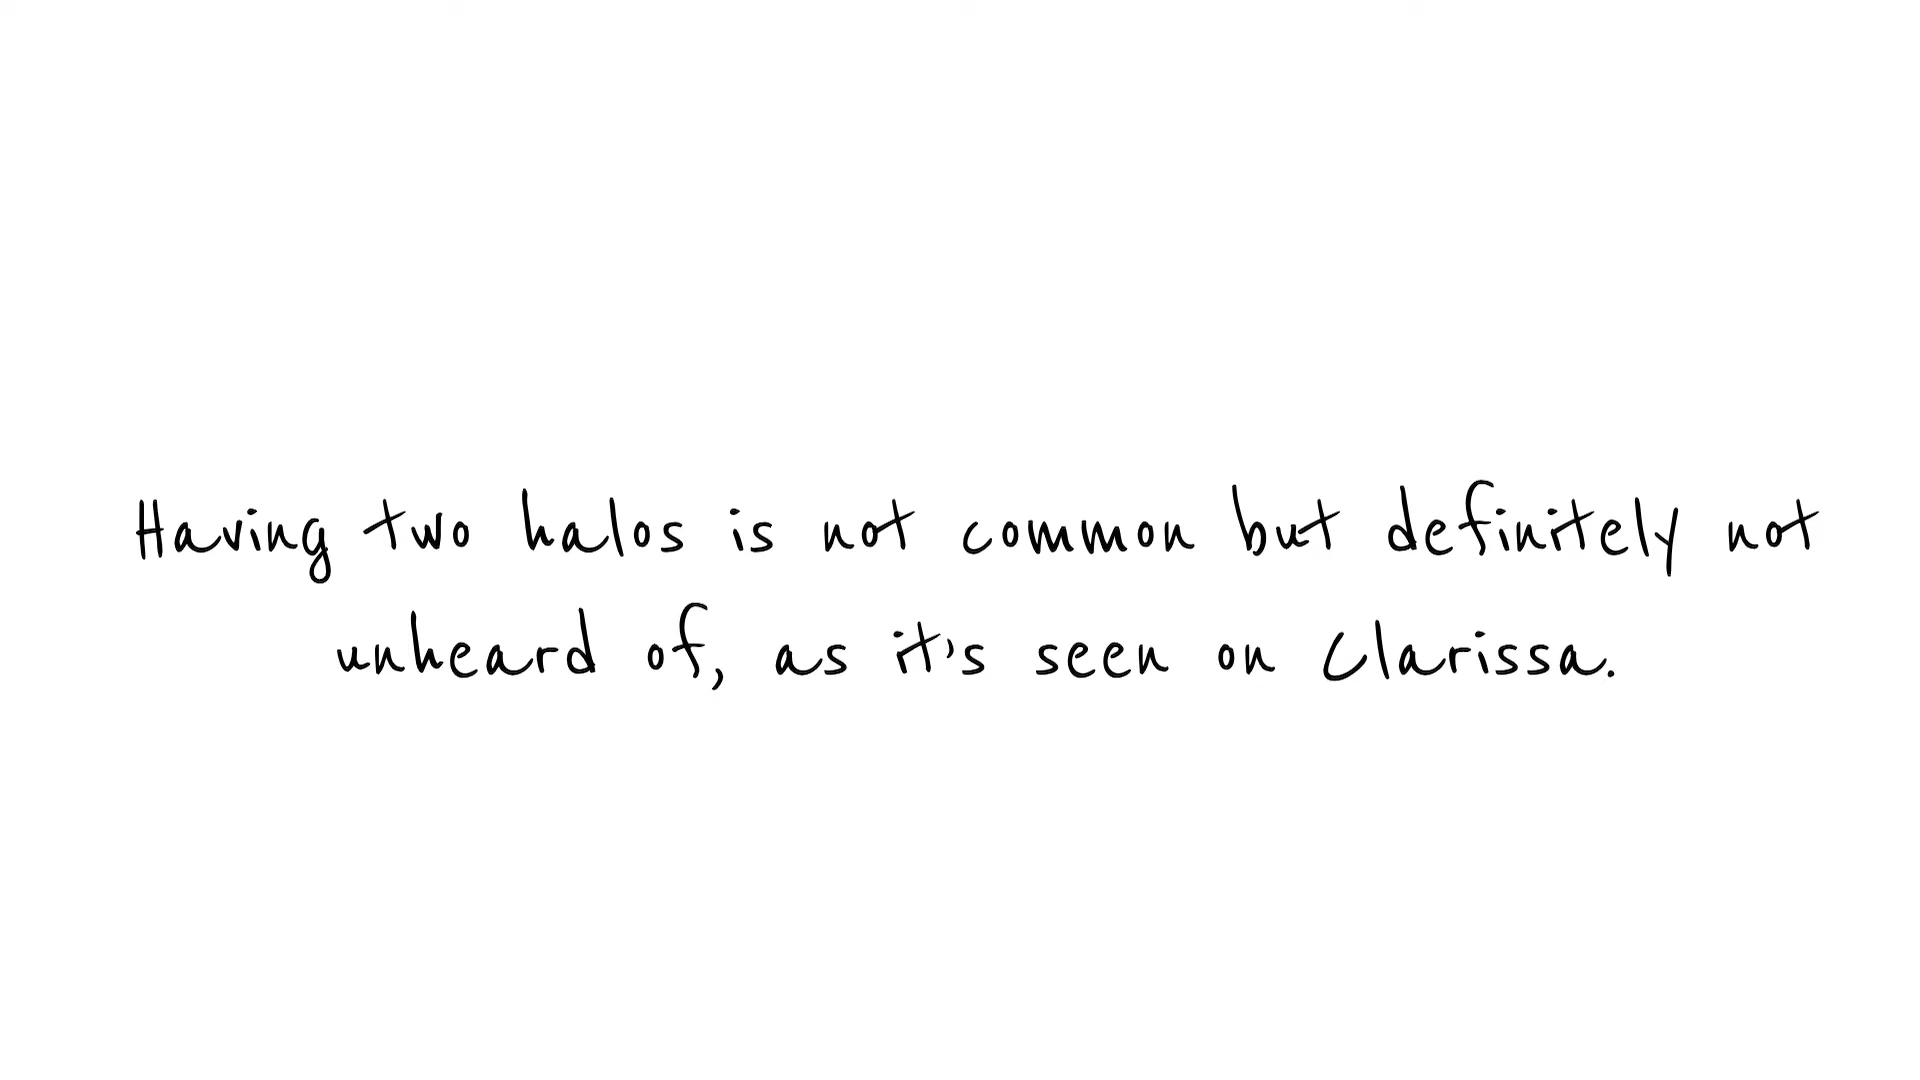 Having two halos is not common but definitely not
unheard of, as it's seen on Clarissa.